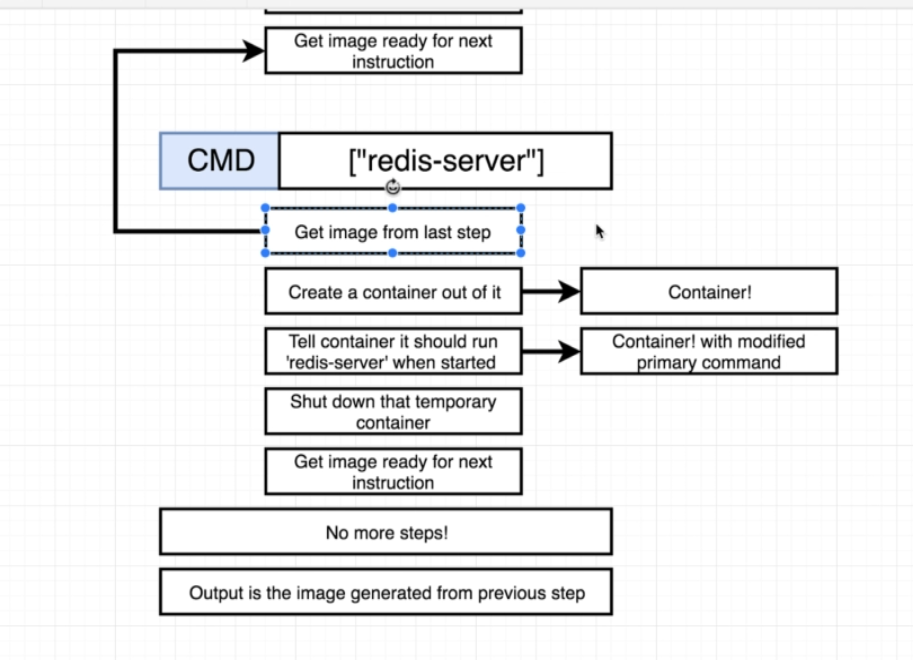 Get image ready for next
instruction
CMD
["redis-server"]
Get image from last step
Create a container out of it
Container!
Tell container it should run
'redis-server' when started
Container! with modified
primary command
Shut down that temporary
container
Get image ready for next
instruction
No more steps!
Output is the image generated from previous step